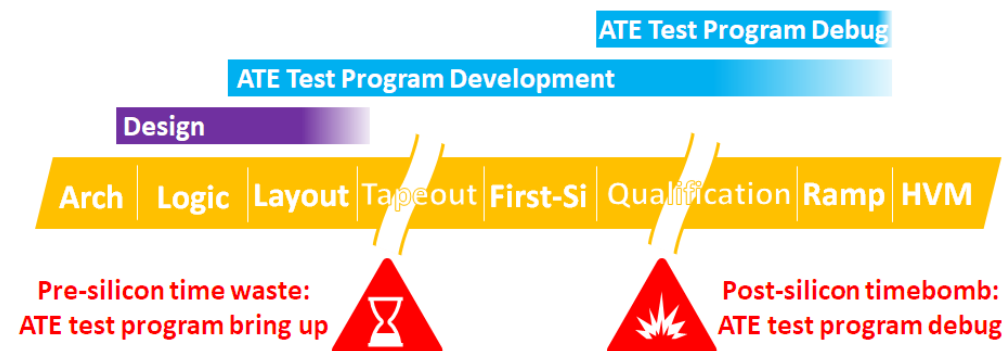 ATE Test Program Debug
ATE Test Program Development
Design
Arch Logic Layout Tapeout First-Si Qualification Ramp HVM
Pre-silicon time waste:
ATE test program bring up
Post-silicon timebomb:
ATE test program debug